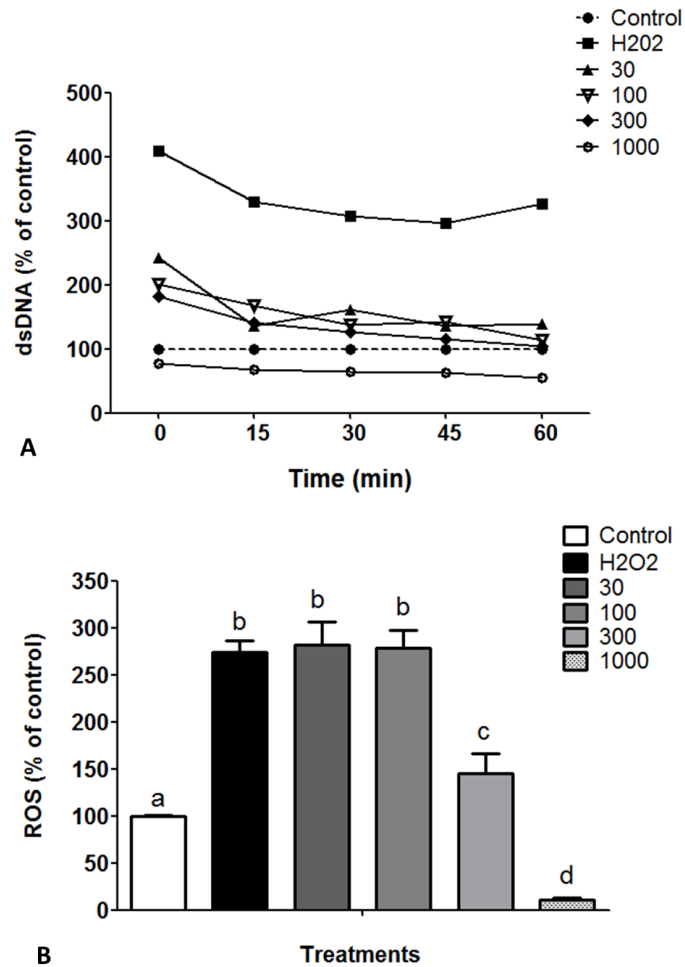 Control
H202
30
100
300
1000
500
400
300
200
100
0
dsDNA (% of control)
0 15 30 45 60
Time (min)
A
Control
H2O2
30
100
300
1000
350
300
250
200
150
100
50
0
ROS (% of control)
a b b b c d
Treatments
B